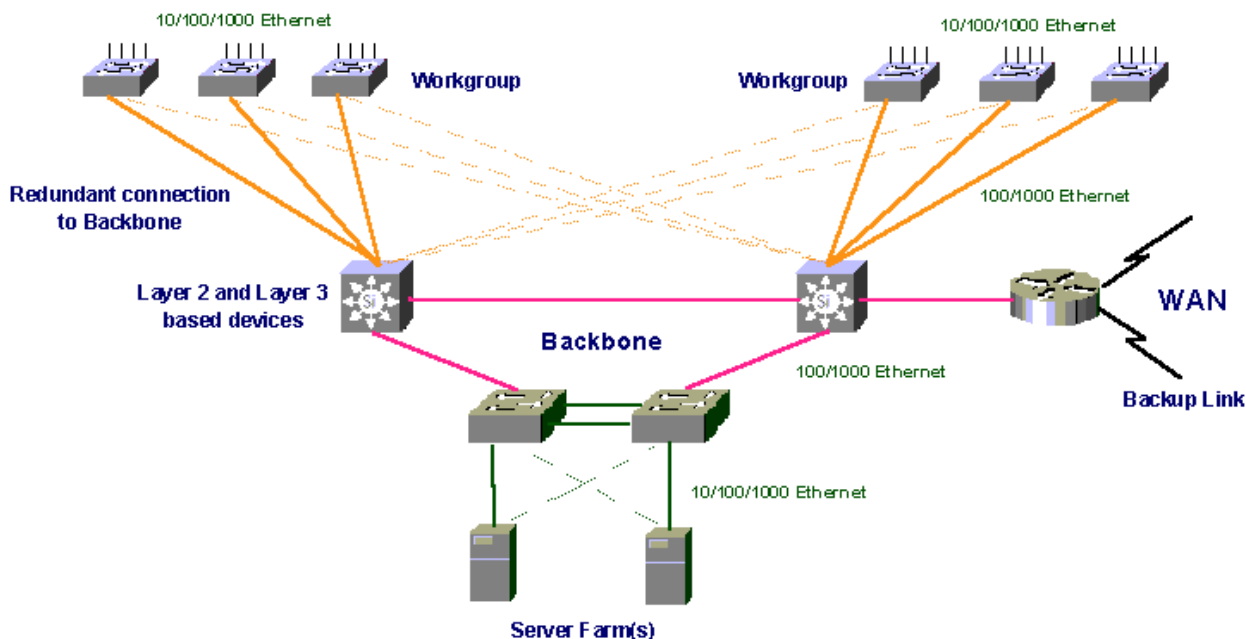 10/100/1000 Ethernet
10/100/1000 Ethernet
Workgroup
Workgroup
Redundant connection
to Backbone
100/1000 Ethernet
Layer 2 and Layer 3
based devices
Si
Si
WAN
Backbone
100/1000 Ethernet
Backup Link
10/100/1000 Ethernet
Server Farm(s)